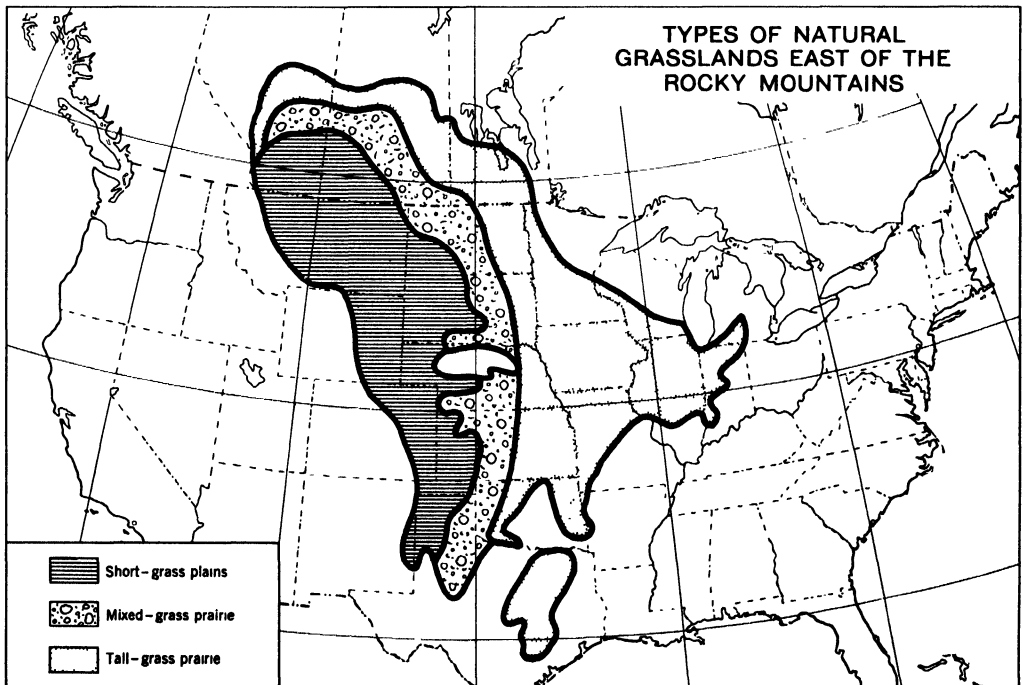 TYPES OF NATURAL
GRASSLANDS EAST OF THE
ROCKY MOUNTAINS
Short-grass plains
Mixed-grass prairie
Tall-grass prairie